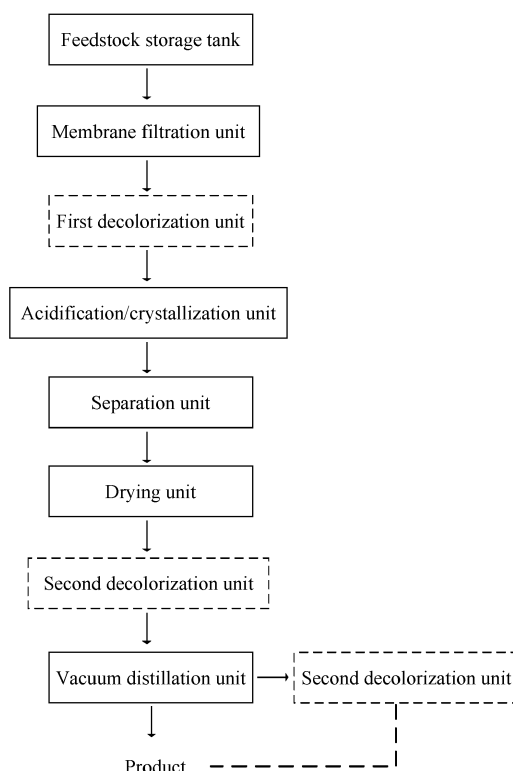 Feedstock storage tank
Membrane filtration unit
First decolorization unit
Acidification/crystallization unit
Separation unit
Drying unit
Second decolorization unit
Vacuum distillation unit
Second decolorization unit
Product